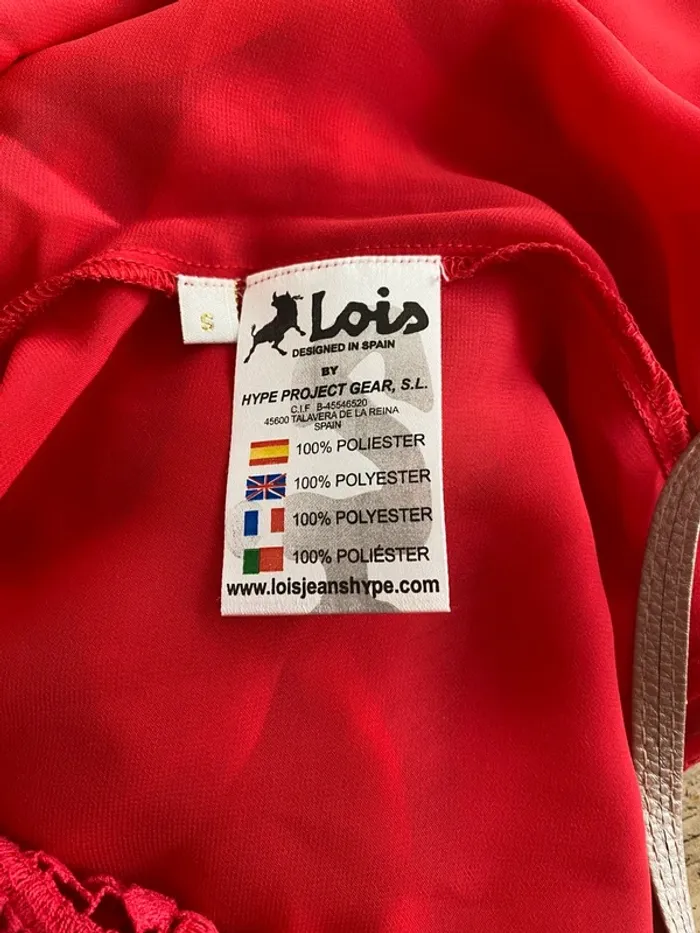 S
Lois
DESIGNED IN SPAIN
BY
HYPE PROJECT GEAR, S.L.
C.I.F. B-45546520
45600 TALAVERA DE LA REINA
SPAIN
100% POLIESTER
100% POLYESTER
100% POLYESTER
100% POLIÉSTER
www.loisjeanshype.com